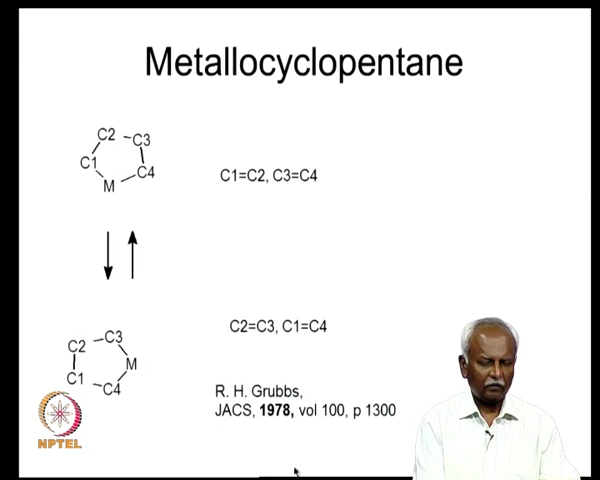 Metallocyclopentane
C2 C3
C1 C4
M
C1=C2, C3=C4
C2 C3
M
C1 C4
C2=C3, C1=C4
R. H. Grubbs,
JACS, 1978, vol 100, p 1300
NPTEL